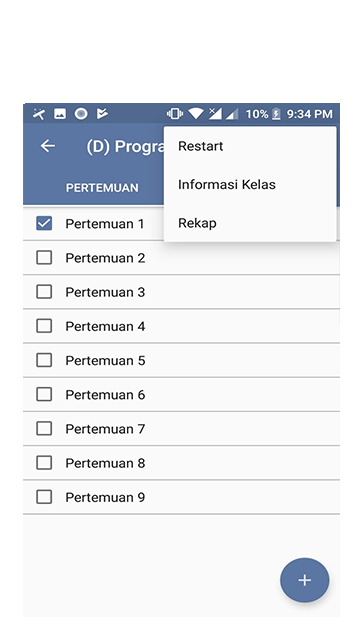 10% 9:34 PM
(D) Progra
Restart
Informasi Kelas
Rekap
PERTEMUAN
Pertemuan 1
Pertemuan 2
Pertemuan 3
Pertemuan 4
Pertemuan 5
Pertemuan 6
Pertemuan 7
Pertemuan 8
Pertemuan 9